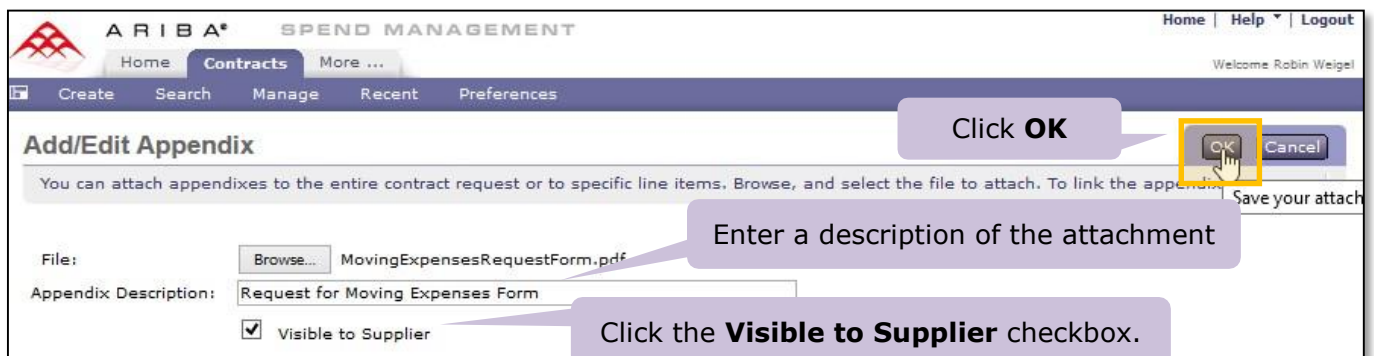 Home | Help | Logout
ARIBA® SPEND MANAGEMENT
Home Contracts More ...
Welcome Robin Weigel
Create Search Manage Recent Preferences
Click OK
Add/Edit Appendix
OK Cancel
You can attach appendixes to the entire contract request or to specific line items. Browse, and select the file to attach. To link the appendix
Save your attach
Enter a description of the attachment
File: Browse... MovingExpensesRequestForm.pdf
Appendix Description: Request for Moving Expenses Form
Visible to Supplier
Click the Visible to Supplier checkbox.